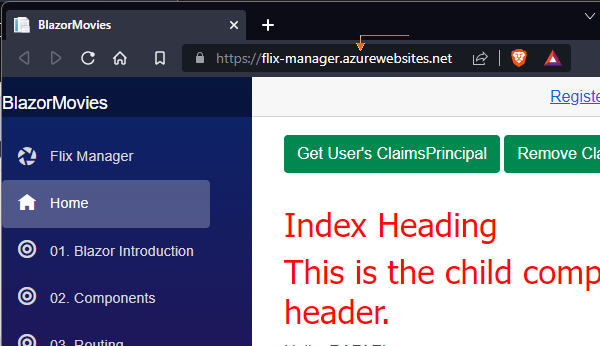 BlazorMovies
https://flix-manager.azurewebsites.net
BlazorMovies
Registe
Flix Manager
Get User's ClaimsPrincipal
Remove Cla
Home
Index Heading
01. Blazor Introduction
This is the child comp
header.
02. Components
03. Routing